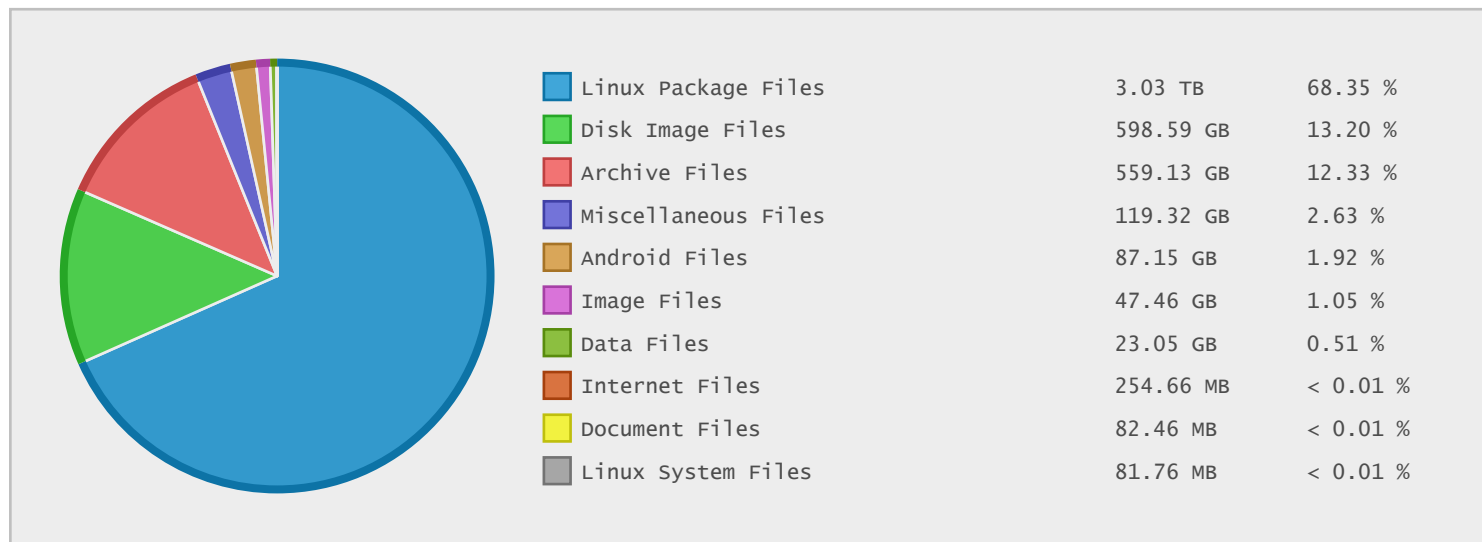 Linux Package Files 3.03 TB 68.35 %
Disk Image Files 598.59 GB 13.20 %
Archive Files 559.13 GB 12.33 %
Miscellaneous Files 119.32 GB 2.63 %
Android Files 87.15 GB 1.92 %
Image Files 47.46 GB 1.05 %
Data Files 23.05 GB 0.51 %
Internet Files 254.66 MB < 0.01 %
Document Files 82.46 MB < 0.01 %
Linux System Files 81.76 MB < 0.01 %